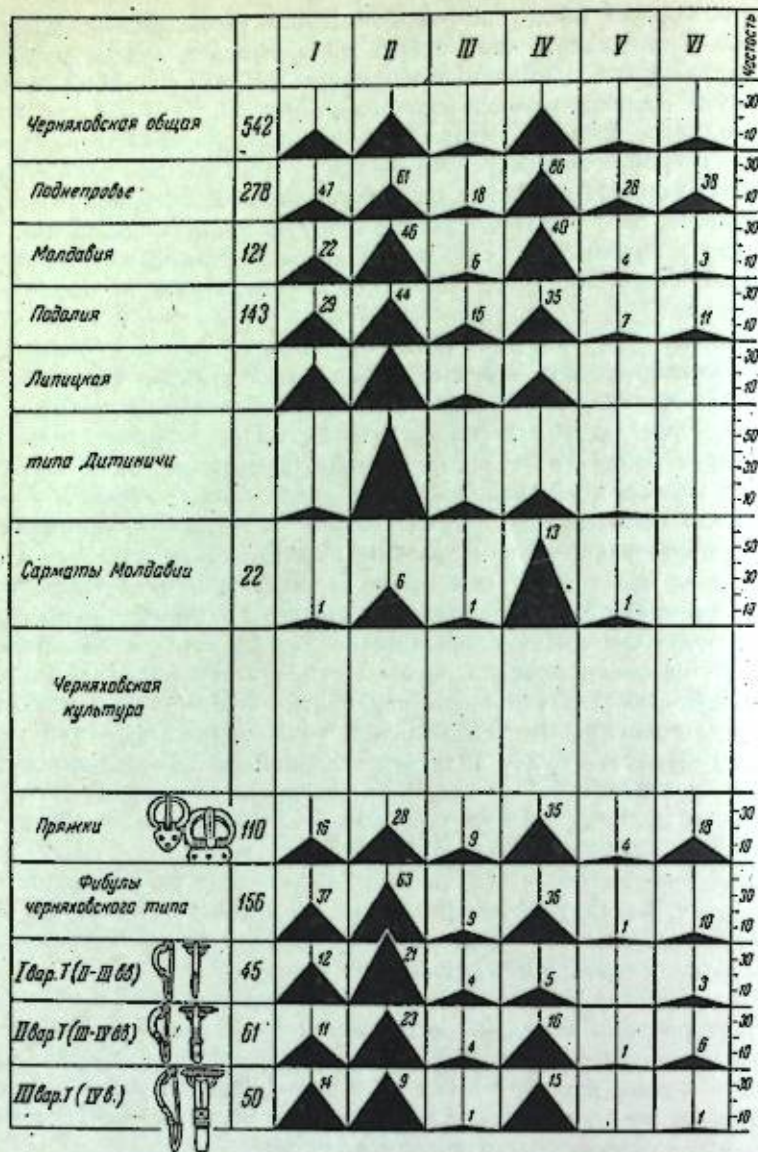 I II III IV V VI Частость
Черняховская общая 542 30 10
Поднепровье 278 47 61 18 86 28 38 30 10
Молдавия 121 22 46 6 40 4 3 30 10
Подолия 143 29 44 15 35 7 11 30 10
Липицкая 30 10
типа Дитиничи 50 30 10
Сарматы Молдавии 22 1 6 1 13 1 50 30 10
Черняховская
культура
Пряжки 110 16 28 9 35 4 18 30 10
Фибулы
черняховского типа 156 37 63 9 36 1 10 30 10
I вар. Т (II-III вв) 45 12 21 4 5 3 30 10
II вар. Т (III-IV вв) 61 11 23 4 16 1 6 30 10
III вар. Т (IV в.) 50 14 9 1 15 1 30 10